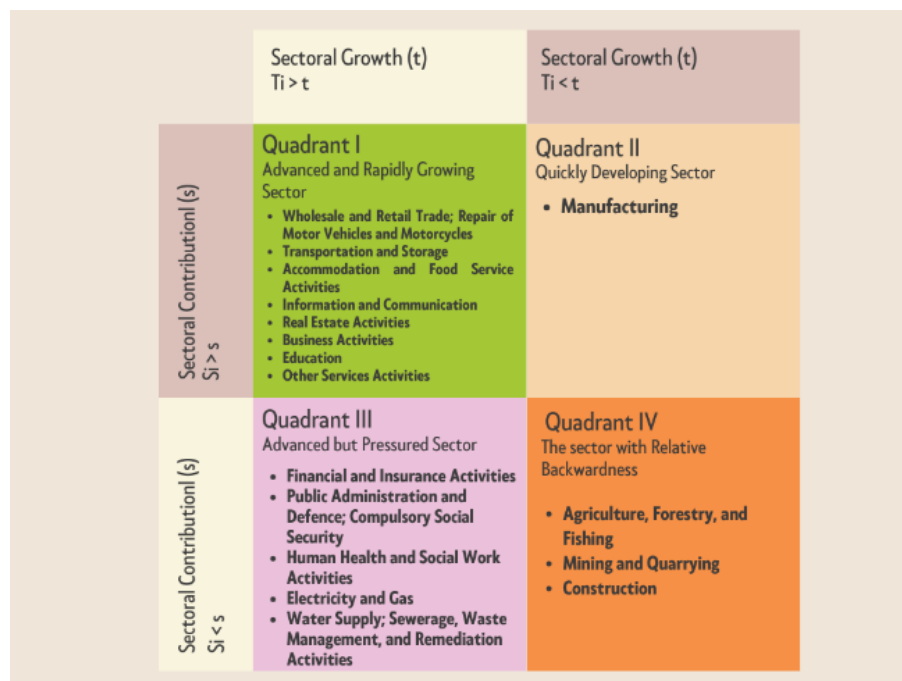 Sectoral Growth (t)
Ti > t
Sectoral Growth (t)
Ti < t
Sectoral Contributionl (s)
Si > s
Quadrant I
Advanced and Rapidly Growing
Sector
• Wholesale and Retail Trade; Repair of
Motor Vehicles and Motorcycles
• Transportation and Storage
• Accommodation and Food Service
Activities
• Information and Communication
• Real Estate Activities
• Business Activities
• Education
• Other Services Activities
Quadrant II
Quickly Developing Sector
• Manufacturing
Sectoral Contributionl (s)
Si < s
Quadrant III
Advanced but Pressured Sector
• Financial and Insurance Activities
• Public Administration and
Defence; Compulsory Social
Security
• Human Health and Social Work
Activities
• Electricity and Gas
• Water Supply; Sewerage, Waste
Management, and Remediation
Activities
Quadrant IV
The sector with Relative
Backwardness
• Agriculture, Forestry, and
Fishing
• Mining and Quarrying
• Construction